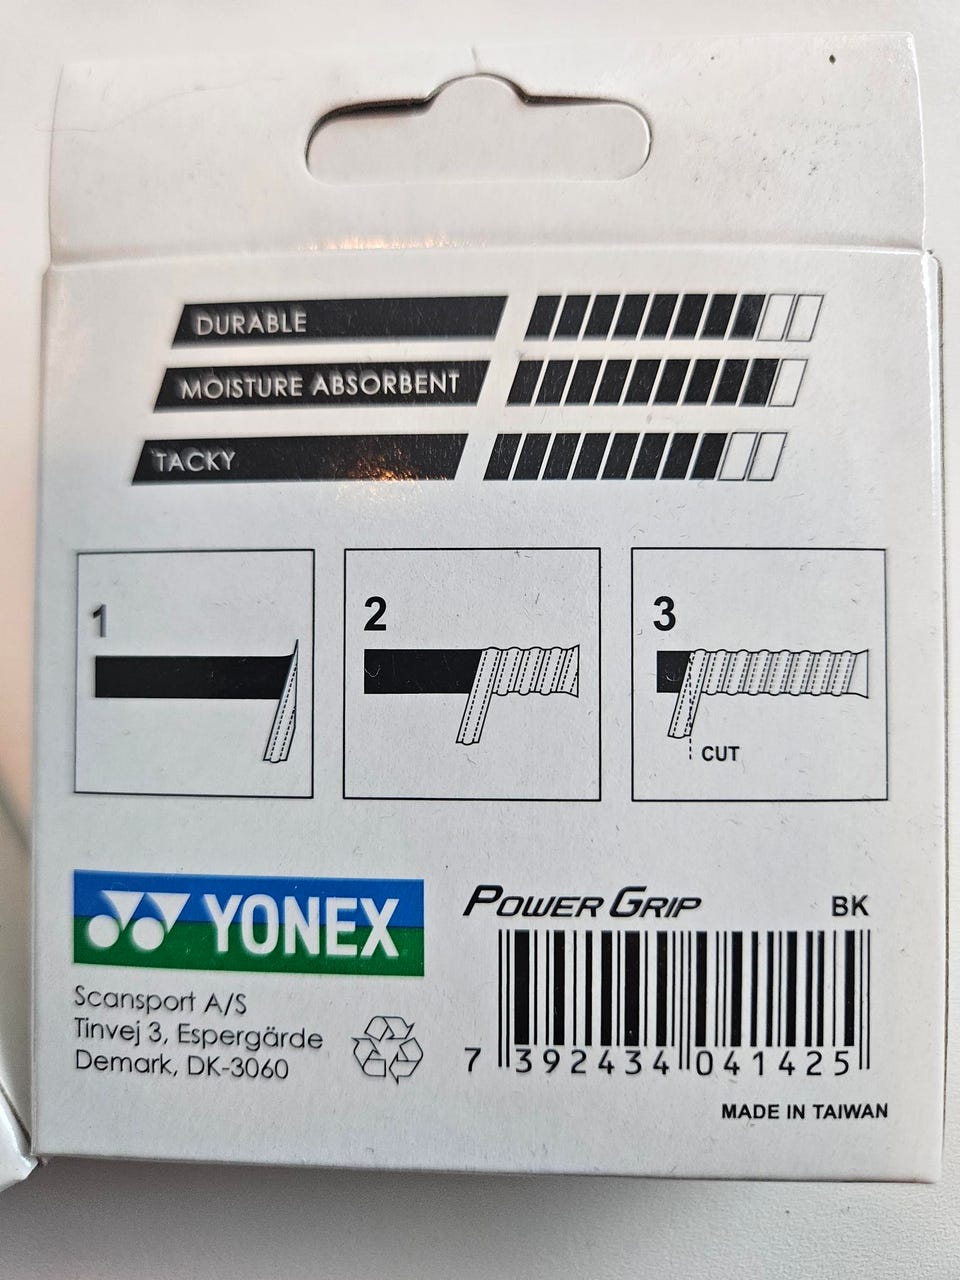 DURABLE
MOISTURE ABSORBENT
TACKY
1
2
3
CUT
YONEX
Scansport A/S
Tinvej 3, Espergärde
Demark, DK-3060
POWER GRIP
BK
7 392434 041425
MADE IN TAIWAN